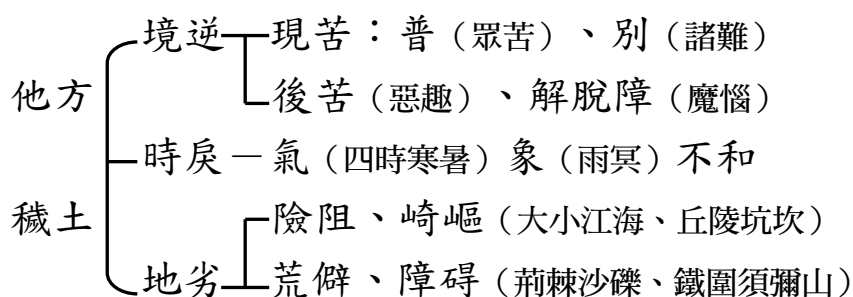 境逆－現苦：普（眾苦）、別（諸難）
他方
後苦（惡趣）、解脫障（魔惱）
時戾－氣（四時寒暑）象（雨冥）不和
穢土
險阻、崎嶇（大小江海、丘陵坑坎）
地劣－荒僻、障碍（荊棘沙礫、鐵圍須彌山）